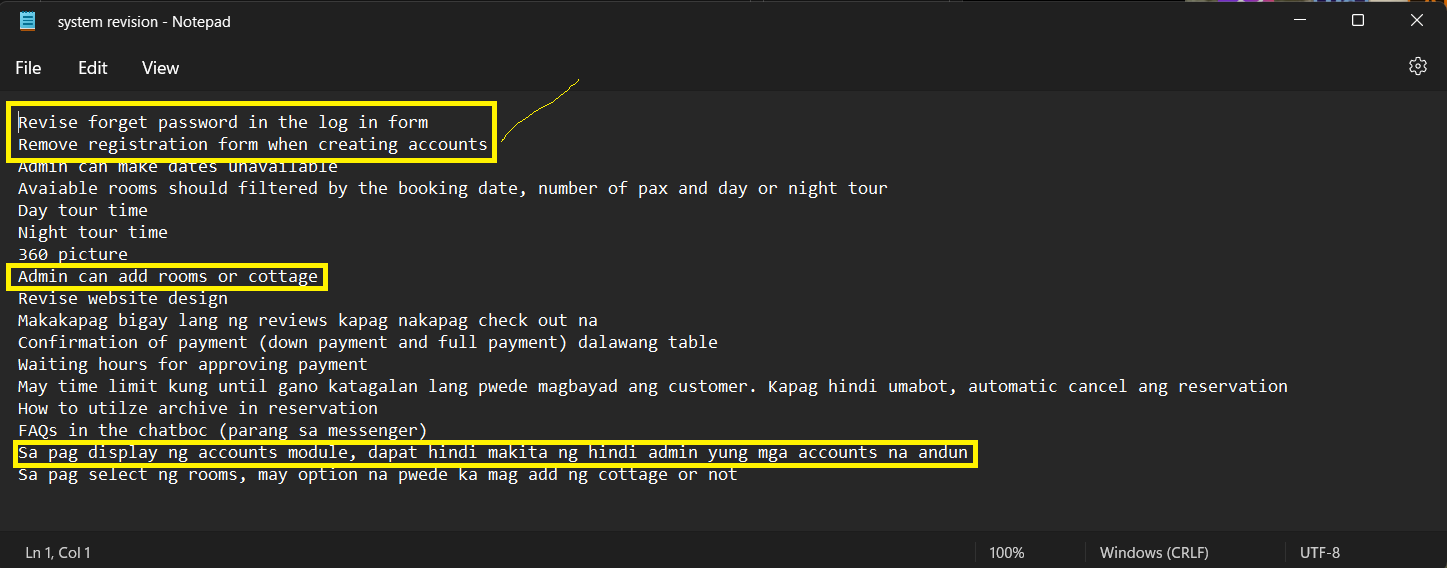 system revision - Notepad
File Edit View
Revise forget password in the log in form
Remove registration form when creating accounts
Admin can make dates unavailable
Avaiable rooms should filtered by the booking date, number of pax and day or night tour
Day tour time
Night tour time
360 picture
Admin can add rooms or cottage
Revise website design
Makakapag bigay lang ng reviews kapag nakapag check out na
Confirmation of payment (down payment and full payment) dalawang table
Waiting hours for approving payment
May time limit kung until gano katagalan lang pwede magbayad ang customer. Kapag hindi umabot, automatic cancel ang reservation
How to utilze archive in reservation
FAQs in the chatboc (parang sa messenger)
Sa pag display ng accounts module, dapat hindi makita ng hindi admin yung mga accounts na andun
Sa pag select ng rooms, may option na pwede ka mag add ng cottage or not
Ln 1, Col 1 100% Windows (CRLF) UTF-8